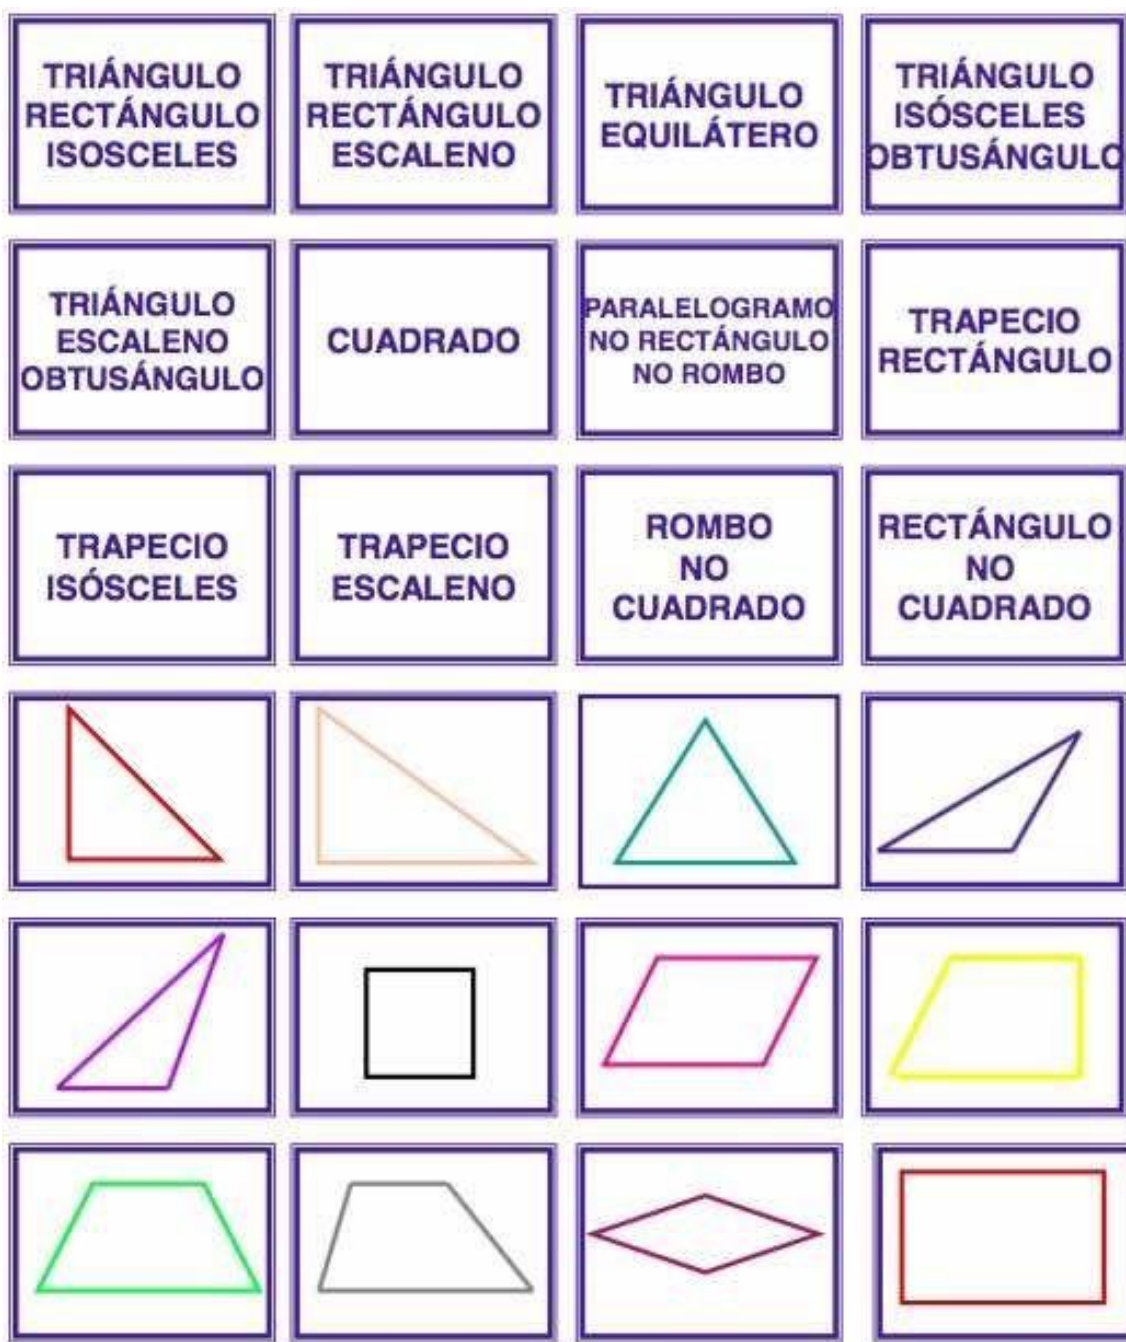 TRIÁNGULO
RECTÁNGULO
ISOSCELES
TRIÁNGULO
RECTÁNGULO
ESCALENO
TRIÁNGULO
EQUILÁTERO
TRIÁNGULO
ISÓSCELES
OBTUSÁNGULO
TRIÁNGULO
ESCALENO
OBTUSÁNGULO
CUADRADO
PARALELOGRAMO
NO RECTÁNGULO
NO ROMBO
TRAPECIO
RECTÁNGULO
TRAPECIO
ISÓSCELES
TRAPECIO
ESCALENO
ROMBO
NO
CUADRADO
RECTÁNGULO
NO
CUADRADO